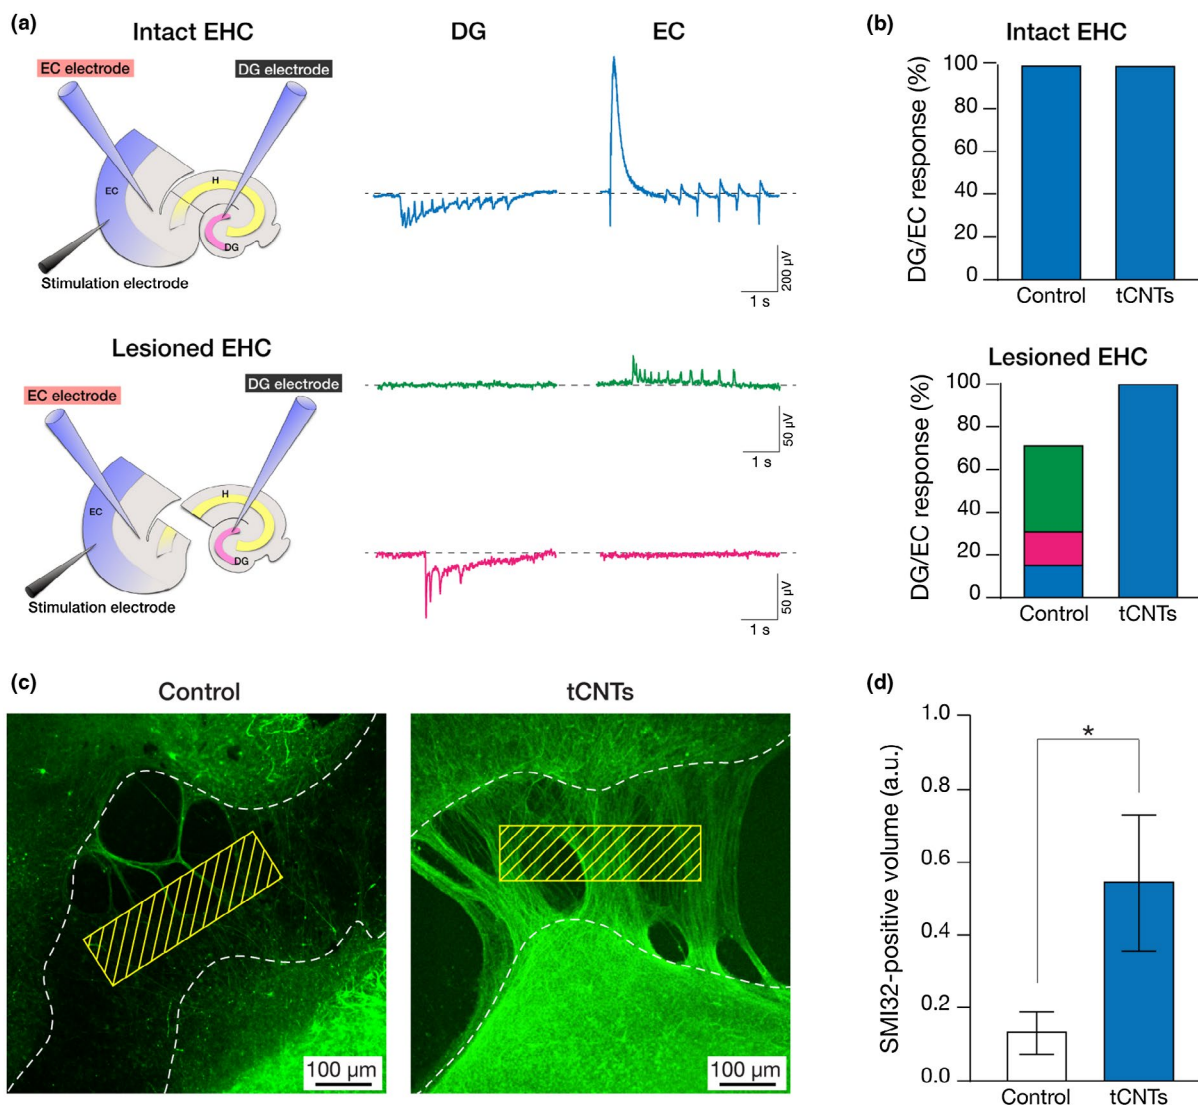 (a)
Intact EHC
DG
EC
EC electrode
DG electrode
EC
H
DG
Stimulation electrode
200 µV
1 s
Lesioned EHC
EC electrode
DG electrode
EC
H
DG
Stimulation electrode
50 µV
1 s
50 µV
1 s
(b)
Intact EHC
DG/EC response (%)
100
80
60
40
20
0
Control
tCNTs
Lesioned EHC
DG/EC response (%)
100
80
60
40
20
0
Control
tCNTs
(c)
Control
tCNTs
100 µm
100 µm
(d)
SMI32-positive volume (a.u.)
1.0
0.8
0.6
0.4
0.2
0.0
*
Control
tCNTs